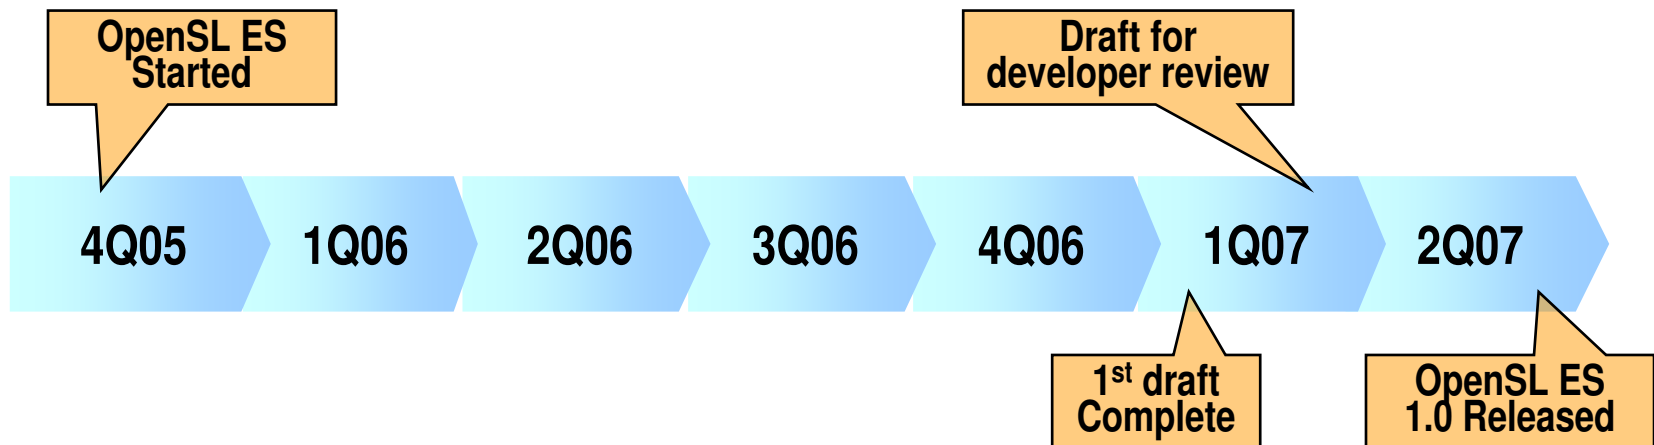 OpenSL ES
Started
Draft for
developer review
4Q05
1Q06
2Q06
3Q06
4Q06
1Q07
2Q07
1st draft
Complete
OpenSL ES
1.0 Released